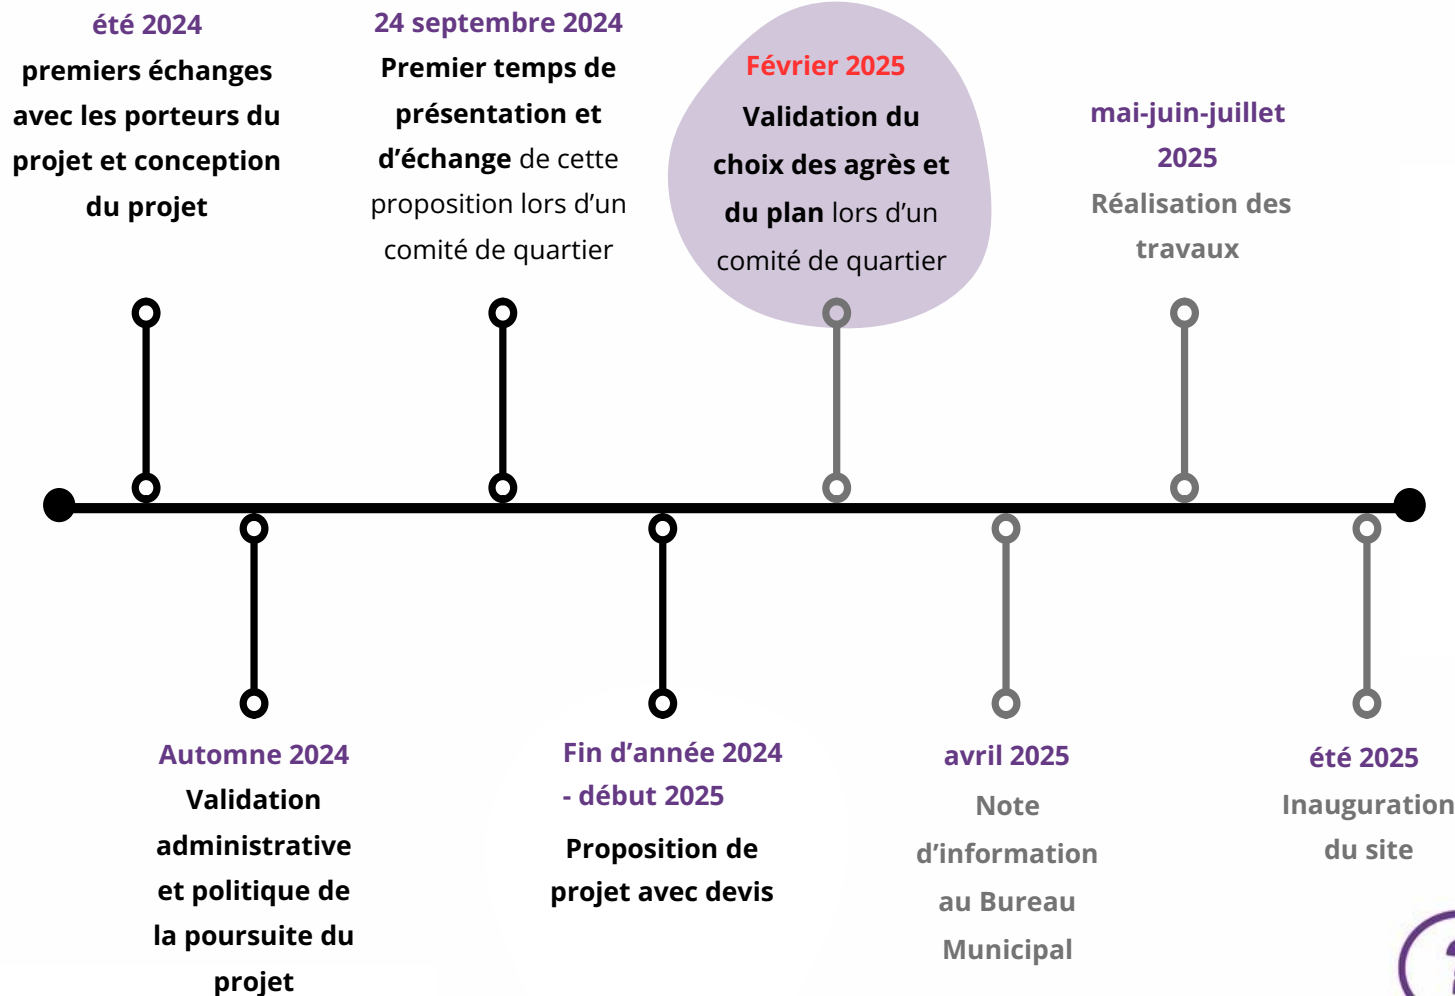 été 2024
premiers échanges
avec les porteurs du
projet et conception
du projet
24 septembre 2024
Premier temps de
présentation et
d’échange de cette
proposition lors d’un
comité de quartier
Février 2025
Validation du
choix des agrès et
du plan lors d’un
comité de quartier
mai-juin-juillet
2025
Réalisation des
travaux
Automne 2024
Validation
administrative
et politique de
la poursuite du
projet
Fin d’année 2024
- début 2025
Proposition de
projet avec devis
avril 2025
Note
d’information
au Bureau
Municipal
été 2025
Inauguration
du site